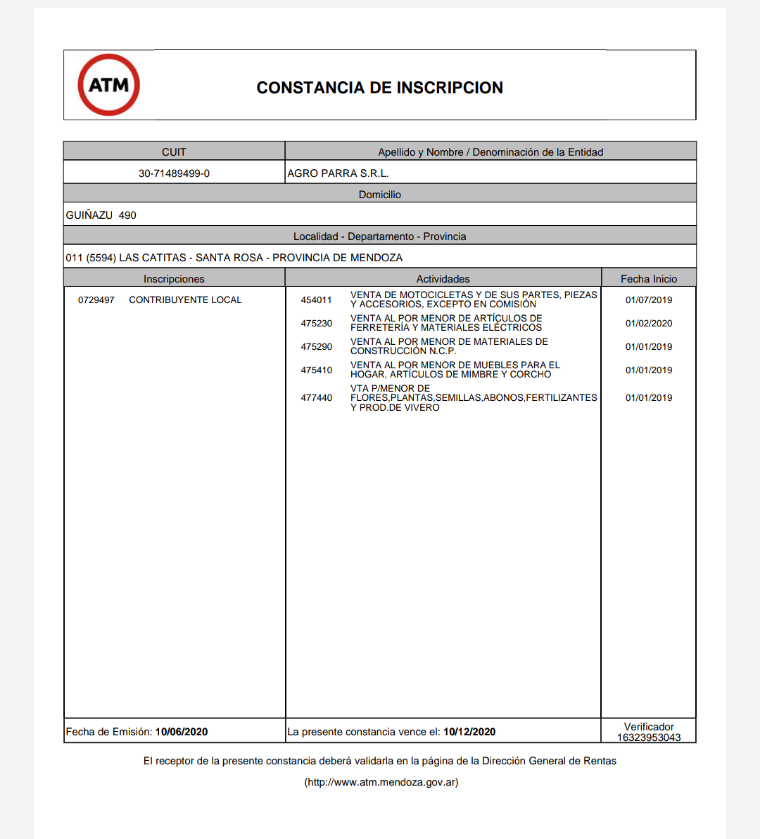 ATM
CONSTANCIA DE INSCRIPCION
CUIT
Apellido y Nombre / Denominación de la Entidad
30-71489499-0
AGRO PARRA S.R.L.
Domicilio
GUIÑAZU 490
Localidad - Departamento - Provincia
011 (5594) LAS CATITAS - SANTA ROSA - PROVINCIA DE MENDOZA
Inscripciones
Actividades
Fecha Inicio
0729497 CONTRIBUYENTE LOCAL
454011 VENTA DE MOTOCICLETAS Y DE SUS PARTES, PIEZAS
Y ACCESORIOS, EXCEPTO EN COMISIÓN
01/07/2019
475230 VENTA AL POR MENOR DE ARTÍCULOS DE
FERRETERÍA Y MATERIALES ELÉCTRICOS
01/02/2020
475290 VENTA AL POR MENOR DE MATERIALES DE
CONSTRUCCIÓN N.C.P.
01/01/2019
475410 VENTA AL POR MENOR DE MUEBLES PARA EL
HOGAR, ARTÍCULOS DE MIMBRE Y CORCHO
01/01/2019
477440 VTA P/MENOR DE
FLORES,PLANTAS,SEMILLAS,ABONOS,FERTILIZANTES
Y PROD.DE VIVERO
01/01/2019
Fecha de Emisión: 10/06/2020
La presente constancia vence el: 10/12/2020
Verificador
16323953043
El receptor de la presente constancia deberá validarla en la página de la Dirección General de Rentas
(http://www.atm.mendoza.gov.ar)